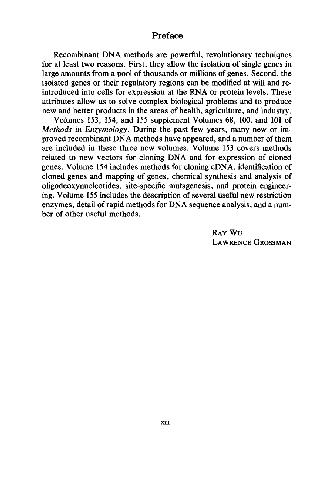 Preface
Recombinant DNA methods are powerful, revolutionary techniques
for at least two reasons. First, they allow the isolation of single genes in
large amounts from a pool of thousands or millions of genes. Second, the
isolated genes or their regulatory regions can be modified at will and re-
introduced into cells for expression at the RNA or protein levels. These
attributes allow us to solve complex biological problems and to produce
new and better products in the areas of health, agriculture, and industry.
Volumes 153, 154, and 155 supplement Volumes 68, 100, and 101 of
Methods in Enzymology. During the past few years, many new or im-
proved recombinant DNA methods have appeared, and a number of them
are included in these three new volumes. Volume 153 covers methods
related to new vectors for cloning DNA and for expression of cloned
genes. Volume 154 includes methods for cloning cDNA, identification of
cloned genes and mapping of genes, chemical synthesis and analysis of
oligodeoxynucleotides, site-specific mutagenesis, and protein engineer-
ing. Volume 155 includes the description of several useful new restriction
enzymes, detail of rapid methods for DNA sequence analysis, and a num-
ber of other useful methods.
RAY WU
LAWRENCE GROSSMAN
xiii